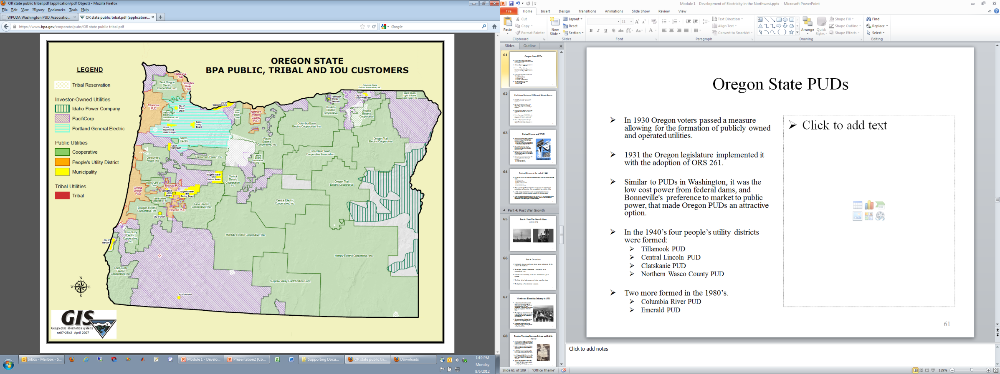 OR state public tribal.pdf (application/pdf Object) - Mozilla Firefox
File Edit View History Bookmarks Tools Help
WPUDA Washington PUD Associatio...
OR state public tribal.pdf (application...
https://www.bpa.gov/corporate/pubs/OR state public tribal.pdf
Google
OREGON STATE
BPA PUBLIC, TRIBAL AND IOU CUSTOMERS
LEGEND
Tribal Reservation
Investor-Owned Utilities
Idaho Power Company
PacifiCorp
Portland General Electric
Public Utilities
Cooperative
People's Utility District
Municipality
Tribal Utilities
Tribal
Clatskanie
PUD
West Oregon
Electric
Cooperative, Inc.
Columbia
River
PUD
Tillamook
PUD
City of
Forest
Grove
West Oregon
Electric
Cooperative, Inc.
City of
McMinnville
Water & Light
Canby
Utility
Board
City of
Cascade Locks
Hood
River
Electric
Coop
Northern
Wasco
County
PUD
Columbia Rural
Electric Association, Inc.
Hermiston
Energy
Services
City of
Milton-Freewater
Umatilla
Electric
Cooperative
Umatilla
Electric
Cooperative
Idaho County
Light & Power
Coop. Assn., Inc.
Columbia Basin
Electric Cooperative, Inc.
Salem
Electric
City of
Monmouth
Wasco
Electric
Cooperative, Inc.
Oregon Trail
Electric Cooperative
Columbia Power
Cooperative Association
Consumers
Power, Inc.
Consumers Power, Inc.
Central
Electric
Cooperative,
Inc.
Eugene Water
and
Electric Board
Central
Electric
Cooperative,
Inc.
Blachly-Lane Co
Coop
Emerald PUD
Central
Lincoln
PUD
Springfield
Utility
Board
Eugene Water
and
Electric Board
Oregon Trail
Electric Cooperative
Lane Electric
Cooperative, Inc.
Lane Electric
Cooperative, Inc.
Central Electric
Cooperative, Inc.
Douglas Electric
Cooperative, Inc.
Emerald PUD
City of Drain
Coos-Curry
Electric
Cooperative,
Inc.
City of
Bandon
Midstate Electric Cooperative, Inc.
Harney Electric Cooperative, Inc.
Coos-Curry
Electric
Cooperative, Inc.
Surprise Valley Electrification Corp.
City of Ashland
N
W E
S
GIS
Geographic Information Systems
nz07-25a2 April 2007
Inbox - Mailbox - S...
Module 1 - Develo...
Presentation2 [Co...
Supporting Docu...
OR state public tri...
Downloads
1:19 PM
Monday
8/6/2012
Module 1 - Development of Electricity in the Northwest.pptx - Microsoft PowerPoint
File Home Insert Design Transitions Animations Slide Show Review View
Paste
Cut
Copy
Format Painter
Clipboard
New
Slide
Layout
Reset
Section
Slides
11
Font
Text Direction
Align Text
Convert to SmartArt
Paragraph
Arrange
Quick
Styles
Shape Fill
Shape Outline
Shape Effects
Drawing
Find
Replace
Select
Editing
Slides Outline
61
Oregon State PUDs
62
Problems Between PUDs and Private Power
63
Federal Power and WWII
64
Federal Power at the end of 1949
Part 4: Post War Growth
65
Part 4: Post War Growth Years
66
Part 4 Overview
67
Northwest Electricity Industry in 1950
68
Further Tensions Between Private and Public
Power
Oregon State PUDs
In 1930 Oregon voters passed a measure
allowing for the formation of publicly owned
and operated utilities.
1931 the Oregon legislature implemented it
with the adoption of ORS 261.
Similar to PUDs in Washington, it was the
low cost power from federal dams, and
Bonneville's preference to market to public
power, that made Oregon PUDs an attractive
option.
In the 1940's four people's utility districts
were formed:
Tillamook PUD
Central Lincoln PUD
Clatskanie PUD
Northern Wasco County PUD
Two more formed in the 1980's.
Columbia River PUD
Emerald PUD
Click to add text
61
Click to add notes
Slide 61 of 109
"Office Theme"
129%